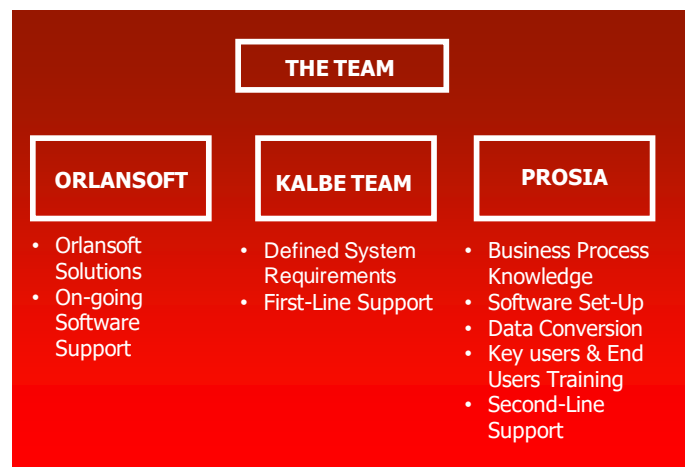 THE TEAM
ORLANSOFT
• Orlansoft
Solutions
• On-going
Software
Support
KALBE TEAM
• Defined System
Requirements
• First-Line Support
PROSIA
• Business Process
Knowledge
• Software Set-Up
• Data Conversion
• Key users & End
Users Training
• Second-Line
Support